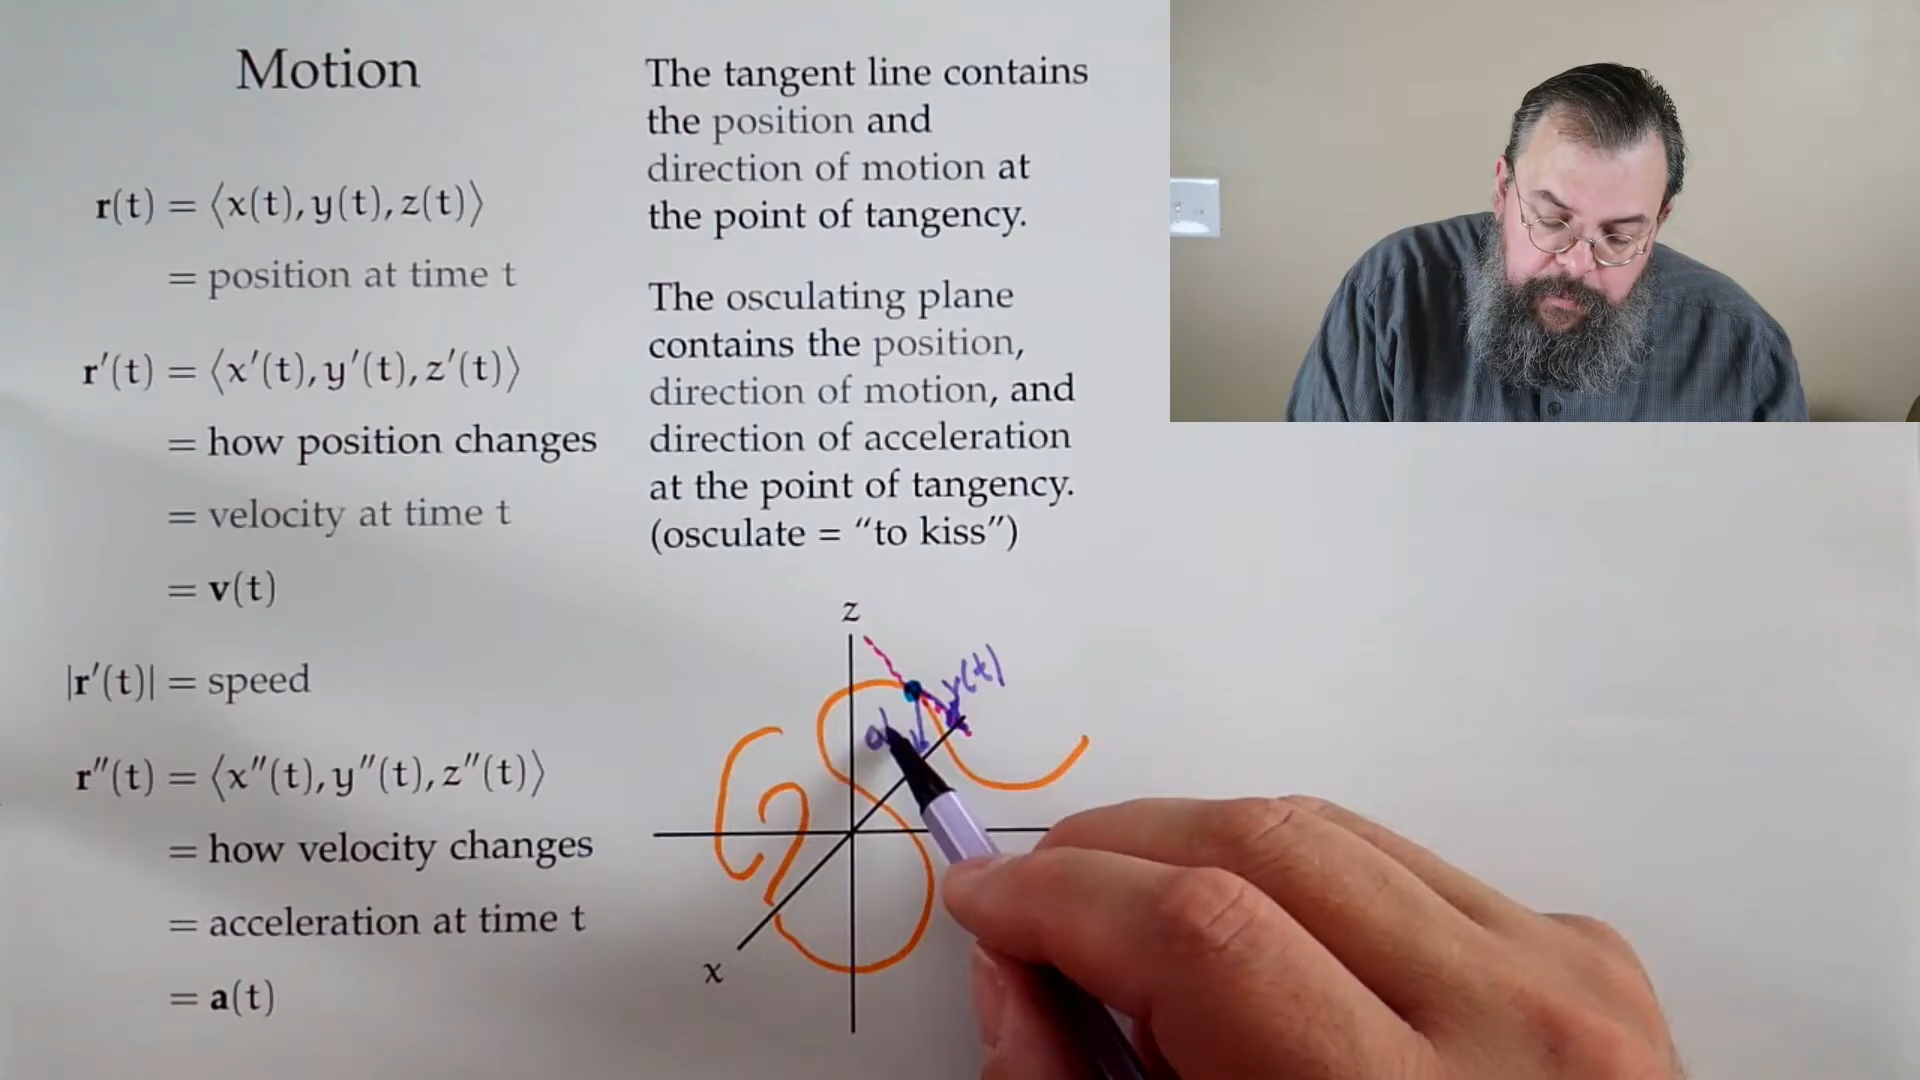 Motion
r(t) = ⟨x(t), y(t), z(t)⟩
= position at time t
r′(t) = ⟨x′(t), y′(t), z′(t)⟩
= how position changes
= velocity at time t
= v(t)
|r′(t)| = speed
r″(t) = ⟨x″(t), y″(t), z″(t)⟩
= how velocity changes
= acceleration at time t
= a(t)
The tangent line contains
the position and
direction of motion at
the point of tangency.
The osculating plane
contains the position,
direction of motion, and
direction of acceleration
at the point of tangency.
(osculate = “to kiss”)
z
x